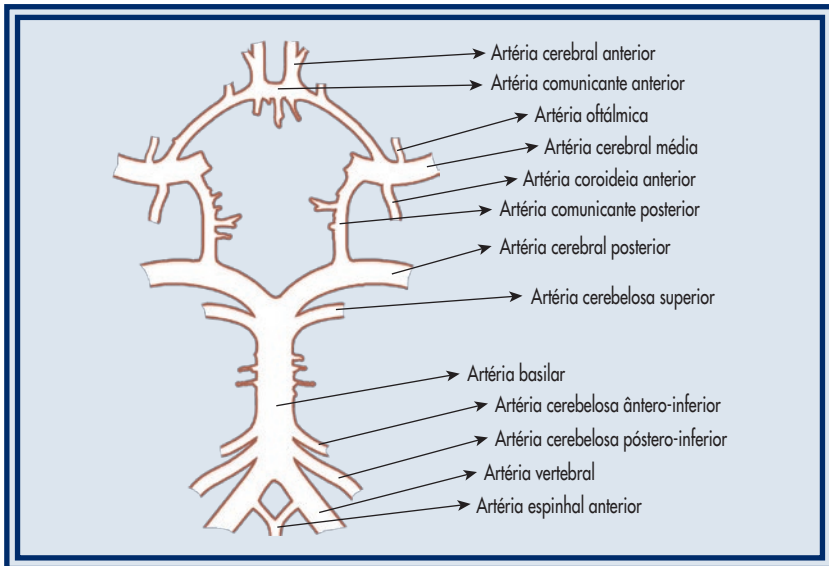 Artéria cerebral anterior
Artéria comunicante anterior
Artéria oftálmica
Artéria cerebral média
Artéria coroideia anterior
Artéria comunicante posterior
Artéria cerebral posterior
Artéria cerebelosa superior
Artéria basilar
Artéria cerebelosa ântero-inferior
Artéria cerebelosa póstero-inferior
Artéria vertebral
Artéria espinhal anterior